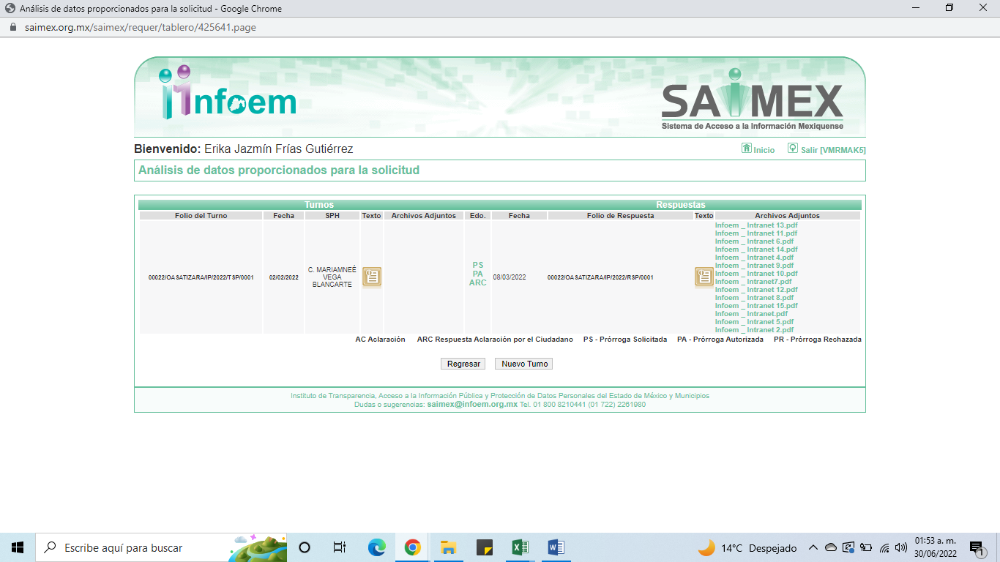 Análisis de datos proporcionados para la solicitud - Google Chrome
saimex.org.mx/saimex/requer/tablero/425641.page
infoem
SAIMEX
Sistema de Acceso a la Información Mexiquense
Bienvenido: Erika Jazmín Frías Gutiérrez
Inicio Salir [VMRMAK5]
Análisis de datos proporcionados para la solicitud
Turnos Respuestas
Folio del Turno Fecha SPH Texto Archivos Adjuntos Edo. Fecha Folio de Respuesta Texto Archivos Adjuntos
00022/OASATIZARA/IP/2022/TSP/0001 02/02/2022
C. MARIAMNEÉ
VEGA
BLANCARTE
PS
PA
ARC
08/03/2022 00022/OASATIZARA/IP/2022/RSP/0001
Infoem _ Intranet 13.pdf
Infoem _ Intranet 11.pdf
Infoem _ Intranet 6.pdf
Infoem _ Intranet 14.pdf
Infoem _ Intranet 4.pdf
Infoem _ Intranet 9.pdf
Infoem _ Intranet 10.pdf
Infoem _ Intranet7.pdf
Infoem _ Intranet 12.pdf
Infoem _ Intranet 8.pdf
Infoem _ Intranet 15.pdf
Infoem _ Intranet.pdf
Infoem _ Intranet 5.pdf
Infoem _ Intranet 2.pdf
AC Aclaración ARC Respuesta Aclaración por el Ciudadano PS - Prórroga Solicitada PA - Prórroga Autorizada PR - Prórroga Rechazada
Regresar Nuevo Turno
Instituto de Transparencia, Acceso a la Información Pública y Protección de Datos Personales del Estado de México y Municipios
Dudas o sugerencias: saimex@infoem.org.mx Tel. 01 800 8210441 (01 722) 2261980
Escribe aquí para buscar
14°C Despejado
01:53 a. m.
30/06/2022
1